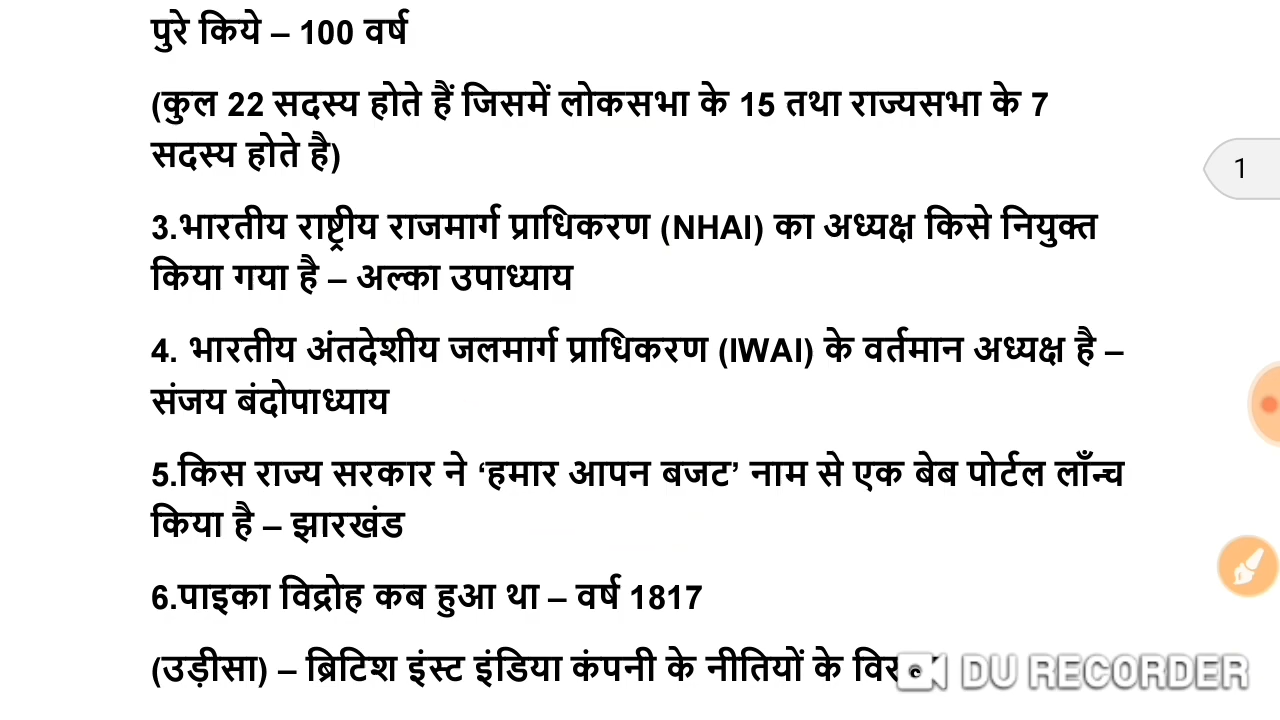 पुरे किये – 100 वर्ष
(कुल 22 सदस्य होते हैं जिसमें लोकसभा के 15 तथा राज्यसभा के 7
सदस्य होते है)
1
3.भारतीय राष्ट्रीय राजमार्ग प्राधिकरण (NHAI) का अध्यक्ष किसे नियुक्त
किया गया है – अल्का उपाध्याय
4. भारतीय अंतदेशीय जलमार्ग प्राधिकरण (IWAI) के वर्तमान अध्यक्ष है –
संजय बंदोपाध्याय
5.किस राज्य सरकार ने ‘हमार आपन बजट’ नाम से एक बेब पोर्टल लाँन्च
किया है – झारखंड
6.पाइका विद्रोह कब हुआ था – वर्ष 1817
(उड़ीसा) – ब्रिटिश इंस्ट इंडिया कंपनी के नीतियों के
DU RECORDER